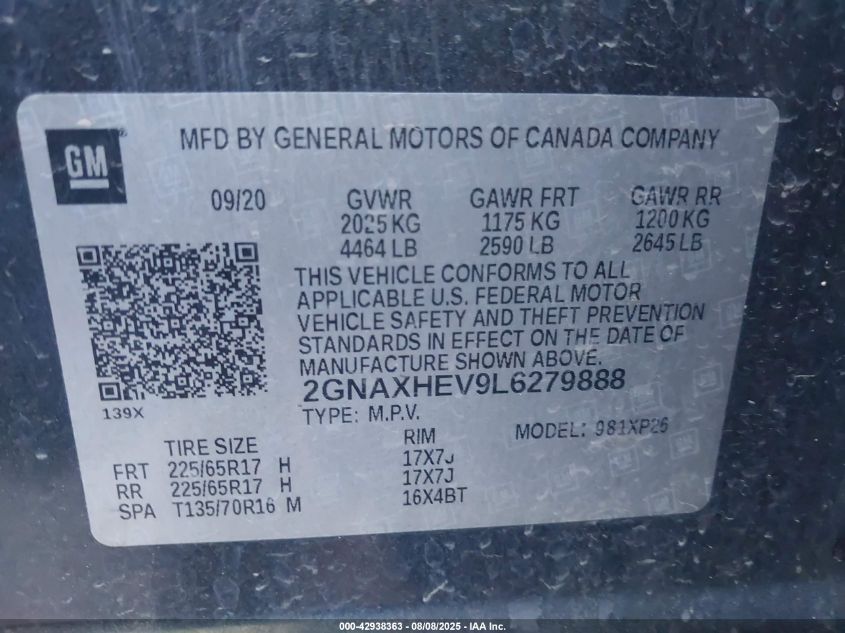 GM
MFD BY GENERAL MOTORS OF CANADA COMPANY
09/20 GVWR GAWR FRT GAWR RR
2025 KG 1175 KG 1200 KG
4464 LB 2590 LB 2645 LB
THIS VEHICLE CONFORMS TO ALL
APPLICABLE U.S. FEDERAL MOTOR
VEHICLE SAFETY AND THEFT PREVENTION
STANDARDS IN EFFECT ON THE DATE OF
MANUFACTURE SHOWN ABOVE.
2GNAXHEV9L6279888
139X
TYPE: M.P.V. MODEL: 981XP26
TIRE SIZE RIM
FRT 225/65R17 H 17X7J
RR 225/65R17 H 17X7J
SPA T135/70R16 M 16X4BT
000-42938363 - 08/08/2025 - IAA Inc.